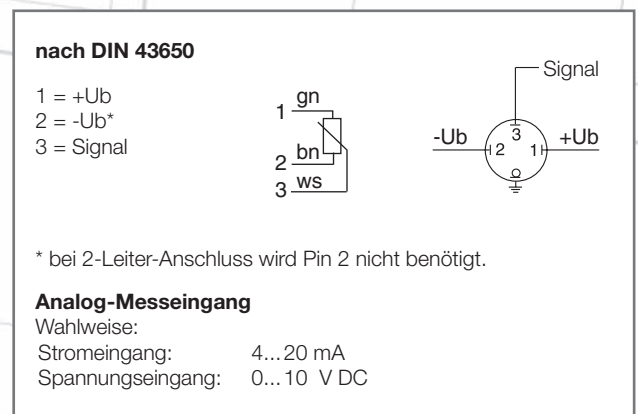 nach DIN 43650
1 = +Ub
2 = -Ub*
3 = Signal
1 gn
2 bn
3 ws
Signal
-Ub 2 3 1 +Ub
* bei 2-Leiter-Anschluss wird Pin 2 nicht benötigt.
Analog-Messeingang
Wahlweise:
Stromeingang: 4...20 mA
Spannungseingang: 0...10 V DC